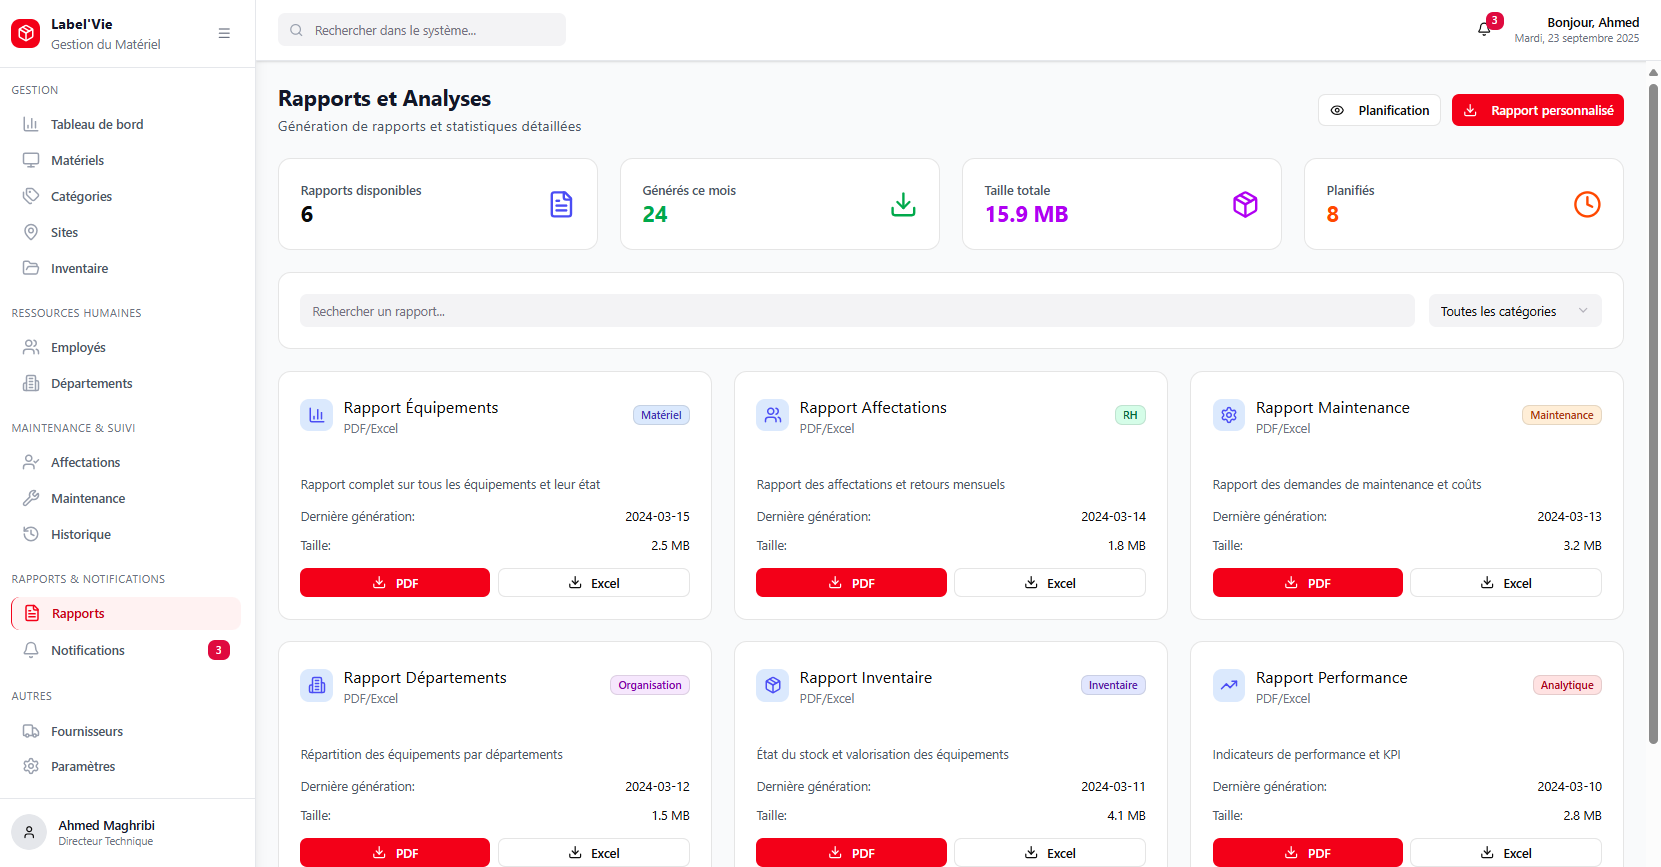 Label'Vie
Gestion du Matériel
Rechercher dans le système...
3
Bonjour, Ahmed
Mardi, 23 septembre 2025
GESTION
Tableau de bord
Matériels
Catégories
Sites
Inventaire
RESSOURCES HUMAINES
Employés
Départements
MAINTENANCE & SUIVI
Affectations
Maintenance
Historique
RAPPORTS & NOTIFICATIONS
Rapports
Notifications
3
AUTRES
Fournisseurs
Paramètres
Ahmed Maghribi
Directeur Technique
Rapports et Analyses
Génération de rapports et statistiques détaillées
Planification
Rapport personnalisé
Rapports disponibles
6
Générés ce mois
24
Taille totale
15.9 MB
Planifiés
8
Rechercher un rapport...
Toutes les catégories
Rapport Équipements
PDF/Excel
Matériel
Rapport complet sur tous les équipements et leur état
Dernière génération: 2024-03-15
Taille: 2.5 MB
PDF Excel
Rapport Affectations
PDF/Excel
RH
Rapport des affectations et retours mensuels
Dernière génération: 2024-03-14
Taille: 1.8 MB
PDF Excel
Rapport Maintenance
PDF/Excel
Maintenance
Rapport des demandes de maintenance et coûts
Dernière génération: 2024-03-13
Taille: 3.2 MB
PDF Excel
Rapport Départements
PDF/Excel
Organisation
Répartition des équipements par départements
Dernière génération: 2024-03-12
Taille: 1.5 MB
PDF Excel
Rapport Inventaire
PDF/Excel
Inventaire
État du stock et valorisation des équipements
Dernière génération: 2024-03-11
Taille: 4.1 MB
PDF Excel
Rapport Performance
PDF/Excel
Analytique
Indicateurs de performance et KPI
Dernière génération: 2024-03-10
Taille: 2.8 MB
PDF Excel